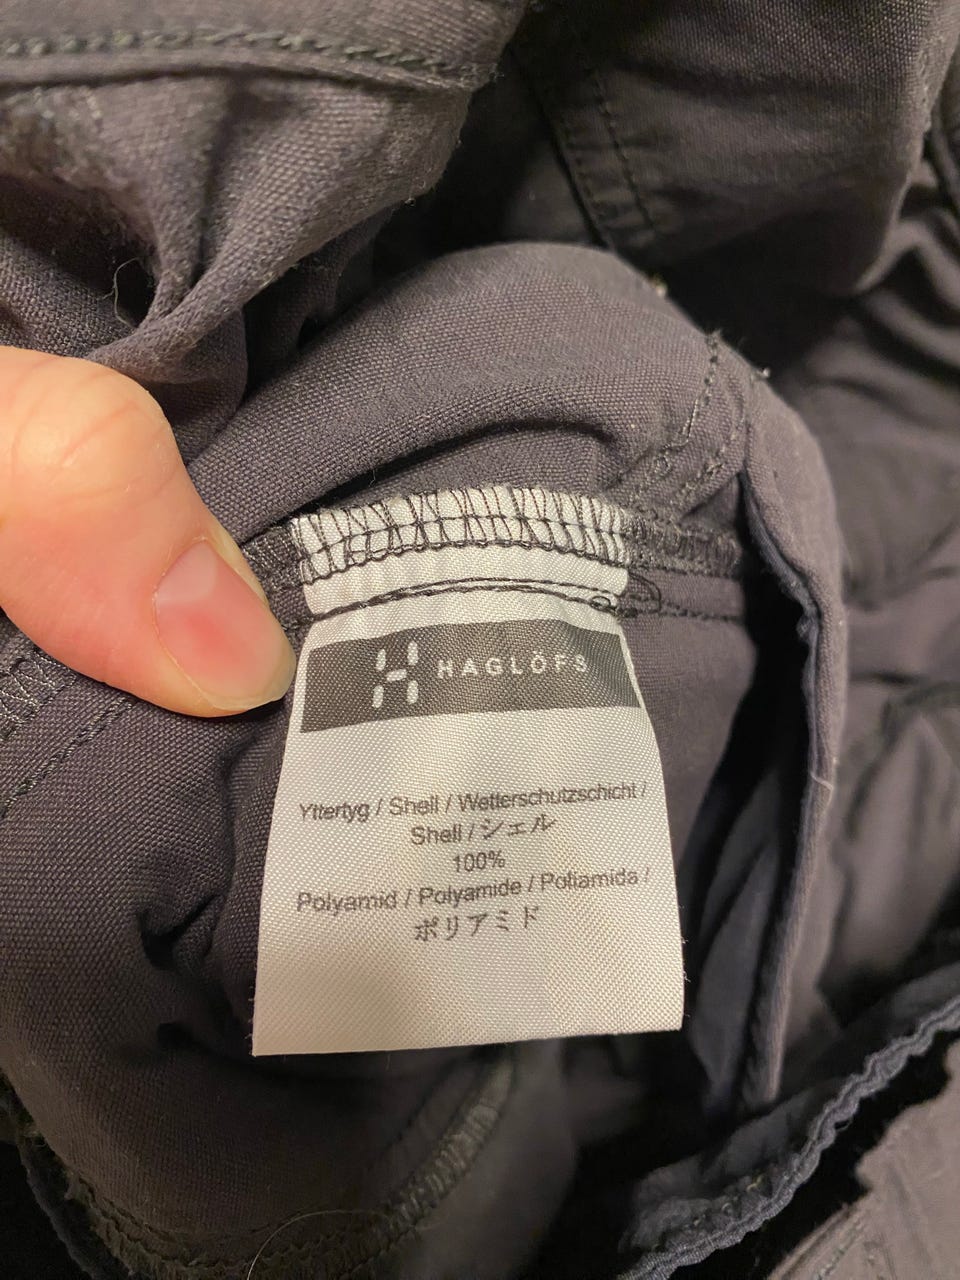 HAGLÖFS
Yttertyg / Shell / Wetterschutzschicht /
Shell / シェル
100%
Polyamid / Polyamide / Poliamida /
ポリアミド